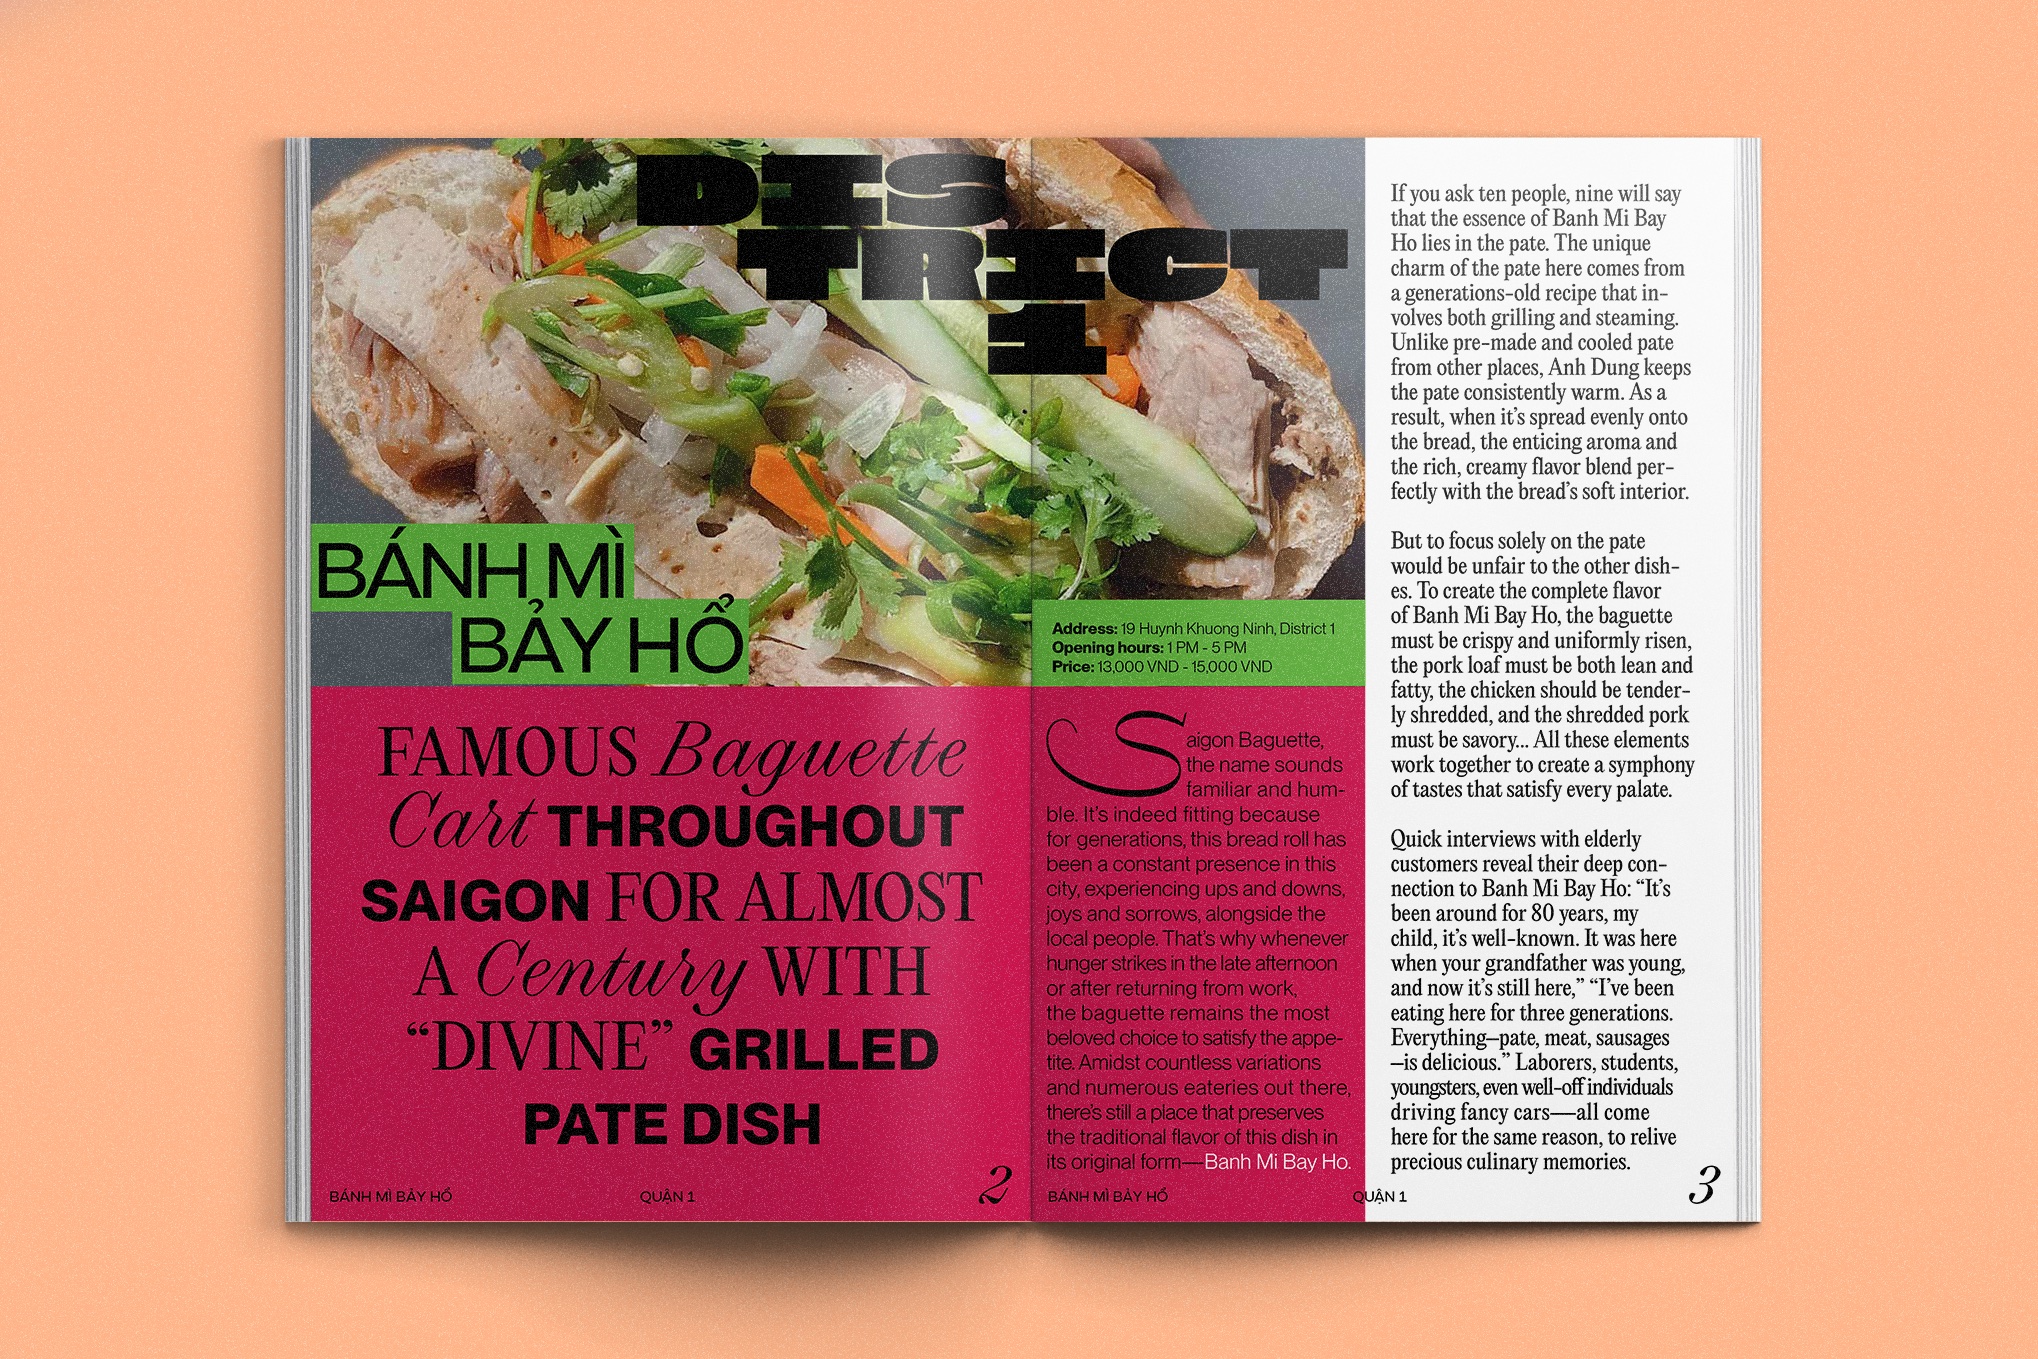 DIS
TRICT
1
BÁNH MÌ
BẢY HỔ
Address: 19 Huynh Khuong Ninh, District 1
Opening hours: 1 PM - 5 PM
Price: 13,000 VND - 15,000 VND
FAMOUS Baguette
Cart THROUGHOUT
SAIGON FOR ALMOST
A Century WITH
“DIVINE” GRILLED
PATE DISH
Saigon Baguette,
the name sounds
familiar and hum-
ble. It's indeed fitting because
for generations, this bread roll has
been a constant presence in this
city, experiencing ups and downs,
joys and sorrows, alongside the
local people. That's why whenever
hunger strikes in the late afternoon
or after returning from work,
the baguette remains the most
beloved choice to satisfy the appe-
tite. Amidst countless variations
and numerous eateries out there,
there's still a place that preserves
the traditional flavor of this dish in
its original form—Banh Mi Bay Ho.
If you ask ten people, nine will say
that the essence of Banh Mi Bay
Ho lies in the pate. The unique
charm of the pate here comes from
a generations-old recipe that in-
volves both grilling and steaming.
Unlike pre-made and cooled pate
from other places, Anh Dung keeps
the pate consistently warm. As a
result, when it's spread evenly onto
the bread, the enticing aroma and
the rich, creamy flavor blend per-
fectly with the bread's soft interior.
But to focus solely on the pate
would be unfair to the other dish-
es. To create the complete flavor
of Banh Mi Bay Ho, the baguette
must be crispy and uniformly risen,
the pork loaf must be both lean and
fatty, the chicken should be tender-
ly shredded, and the shredded pork
must be savory... All these elements
work together to create a symphony
of tastes that satisfy every palate.
Quick interviews with elderly
customers reveal their deep con-
nection to Banh Mi Bay Ho: “It's
been around for 80 years, my
child, it's well-known. It was here
when your grandfather was young,
and now it's still here,” “I've been
eating here for three generations.
Everything—pate, meat, sausages
—is delicious.” Laborers, students,
youngsters, even well-off individuals
driving fancy cars—all come
here for the same reason, to relive
precious culinary memories.
BÁNH MÌ BẢY HỔ QUẬN 1 2
BÁNH MÌ BẢY HỔ QUẬN 1 3